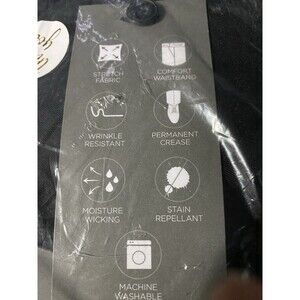 STRETCH
FABRIC
COMFORT
WAISTBAND
WRINKLE
RESISTANT
PERMANENT
CREASE
MOISTURE
WICKING
STAIN
REPELLANT
MACHINE
WASHABLE